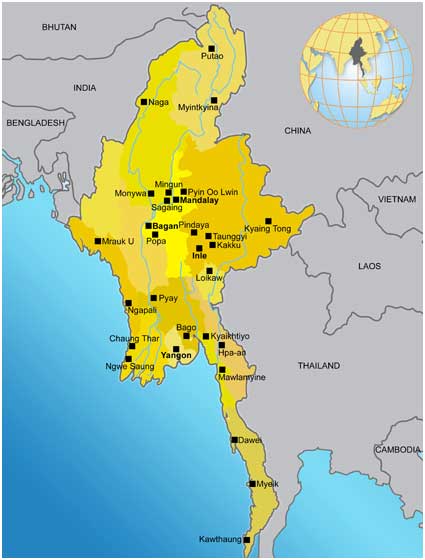 BHUTAN
Putao
INDIA
Naga
Myintkyina
BENGLADESH
CHINA
Mingun
Monywa
Pyin Oo Lwin
Mandalay
Sagaing
VIETNAM
Bagan
Pindaya
Kyaing Tong
Mrauk U
Popa
Taunggyi
Kakku
Inle
LAOS
Loikaw
Pyay
Ngapali
Bago
Kyaikhtiyo
Chaung Thar
Hpa-an
Yangon
Ngwe Saung
THAILAND
Mawlamyine
Dawei
CAMBODIA
Myeik
Kawthaung